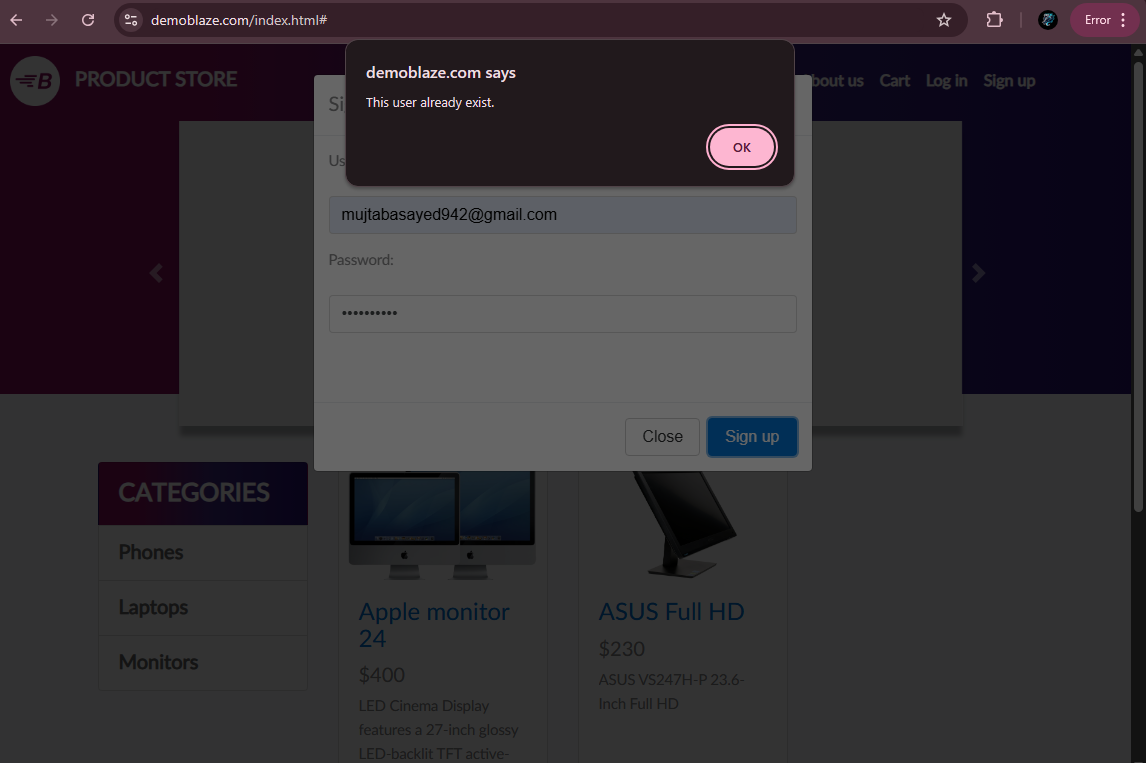 demoblaze.com/index.html#
Error
B
PRODUCT STORE
bout us
Cart
Log in
Sign up
demoblaze.com says
This user already exist.
OK
Si
Us
mujtabasayed942@gmail.com
Password:
••••••••••
Close
Sign up
CATEGORIES
Phones
Laptops
Monitors
Apple monitor
24
$400
LED Cinema Display
features a 27-inch glossy
LED-backlit TFT active-
ASUS Full HD
$230
ASUS VS247H-P 23.6-
Inch Full HD